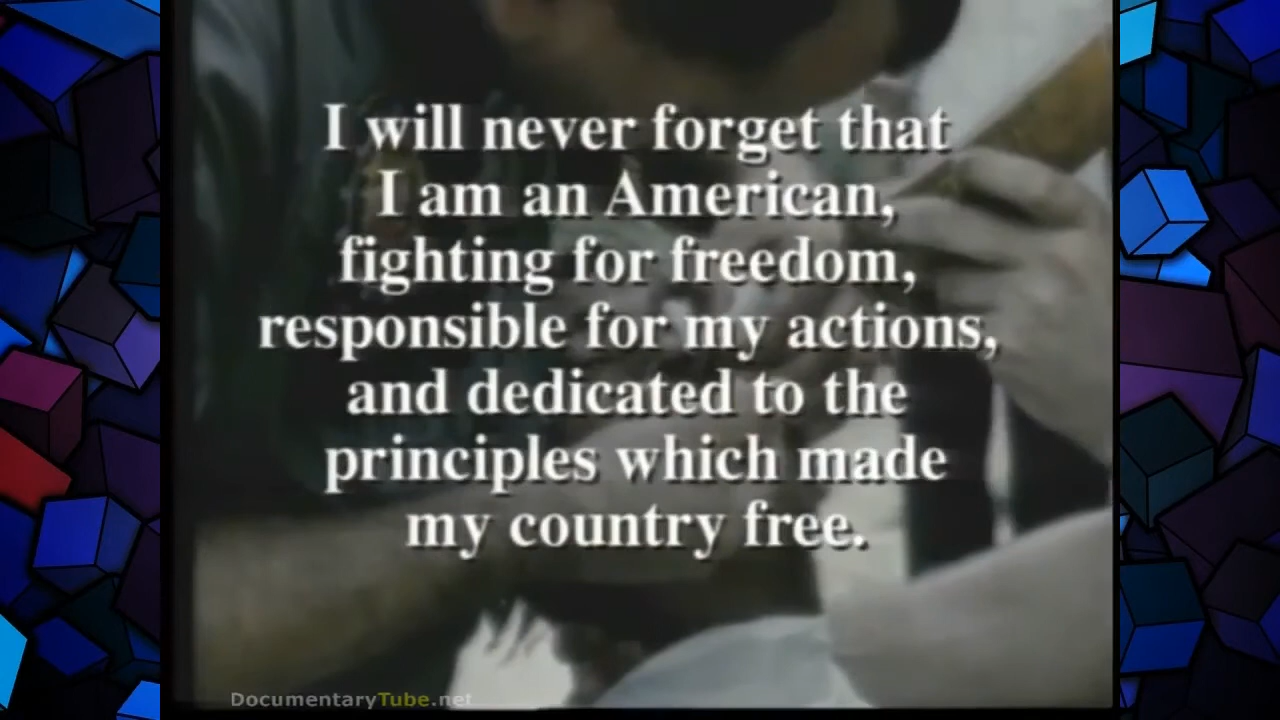 I will never forget that
I am an American,
fighting for freedom,
responsible for my actions,
and dedicated to the
principles which made
my country free.
DocumentaryTube.net